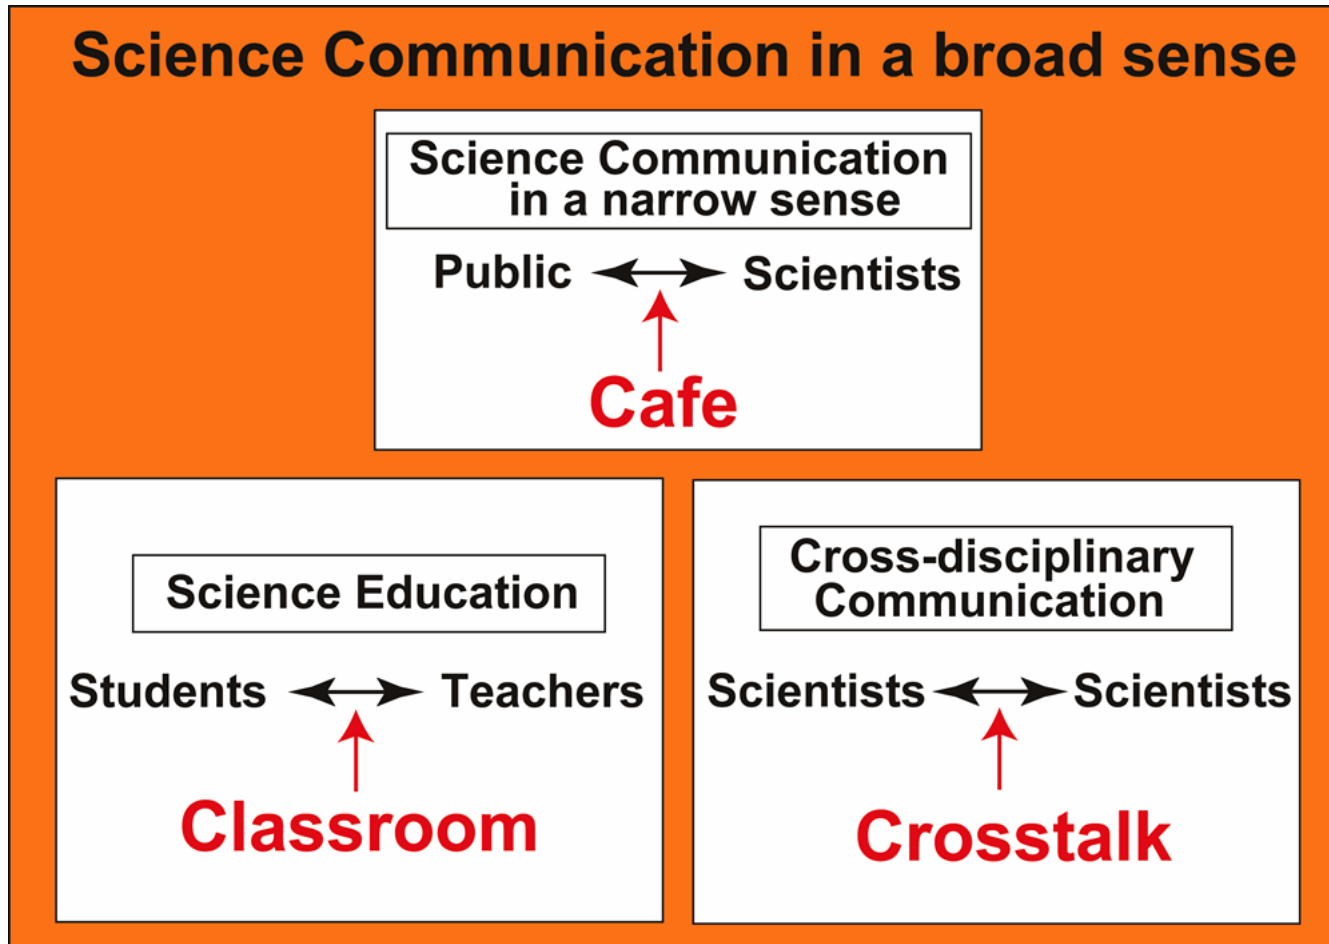 Science Communication in a broad sense
Science Communication
in a narrow sense
Public Scientists
Cafe
Science Education
Students Teachers
Classroom
Cross-disciplinary
Communication
Scientists Scientists
Crosstalk